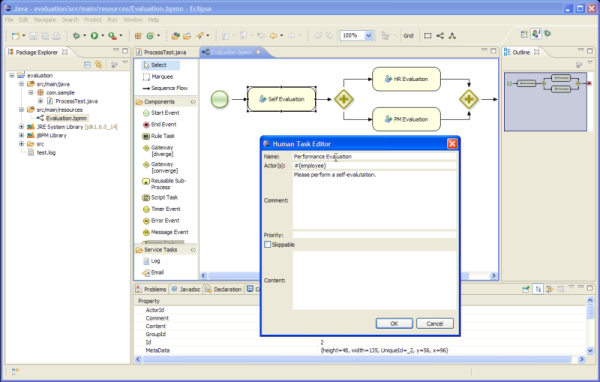 Java - evaluation/src/main/resources/Evaluation.bpmn - Eclipse
File Edit Navigate Search Project Run Window Help
100% Grid Java
Package Explorer
ProcessTest.java Evaluation.bpmn
Outline
evaluation
src/main/java
com.sample
ProcessTest.java
src/main/resources
Evaluation.bpmn
JRE System Library [jdk1.6.0_14]
jBPM Library
src
test.log
Select
Marquee
Sequence Flow
Components
Start Event
End Event
Rule Task
Gateway [diverge]
Gateway [converge]
Reusable Sub-Process
Script Task
Timer Event
Error Event
Message Event
Service Tasks
Log
Email
Self Evaluation
HR Evaluation
PM Evaluation
Human Task Editor
Name: Performance Evaluation
Actor(s): #{employee}
Comment: Please perform a self-evalutation.
Priority:
Skippable
Content:
OK Cancel
Problems Javadoc Declaration
Property
ActorId
Comment
Content
GroupId
Id 2
MetaData {height=48, width=135, UniqueId=_2, y=56, x=96}